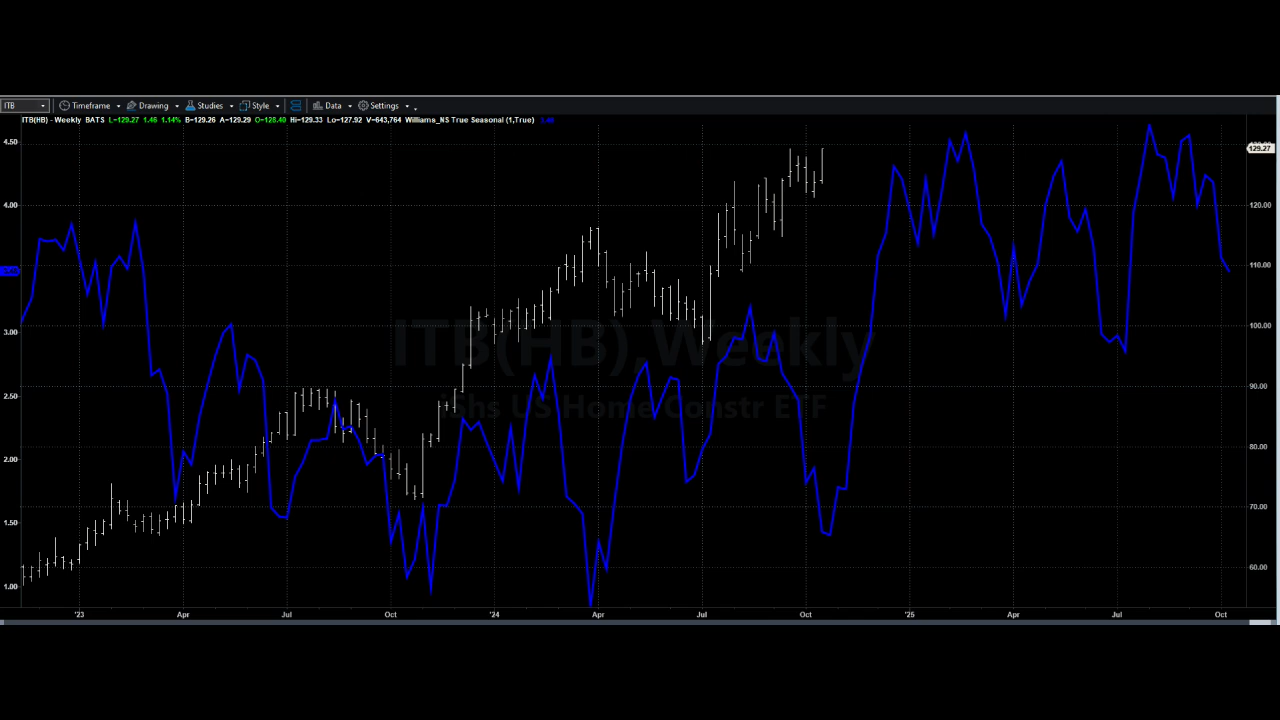 ITB Timeframe Drawing Studies Style Data Settings
ITB(HB) - Weekly BATS L=129.27 1.46 1.14% B=129.26 A=129.29 O=128.40 Hi=129.33 Lo=127.92 V=643,764 Williams_NS True Seasonal (1,True)
4.50
129.27
4.00 120.00
110.00
3.00 100.00
ITB(HB),Weekly
2.50 90.00
iShs US Home Constr ETF
2.00 80.00
70.00
1.50
60.00
1.00
'23 Apr Jul Oct '24 Apr Jul Oct '25 Apr Jul Oct